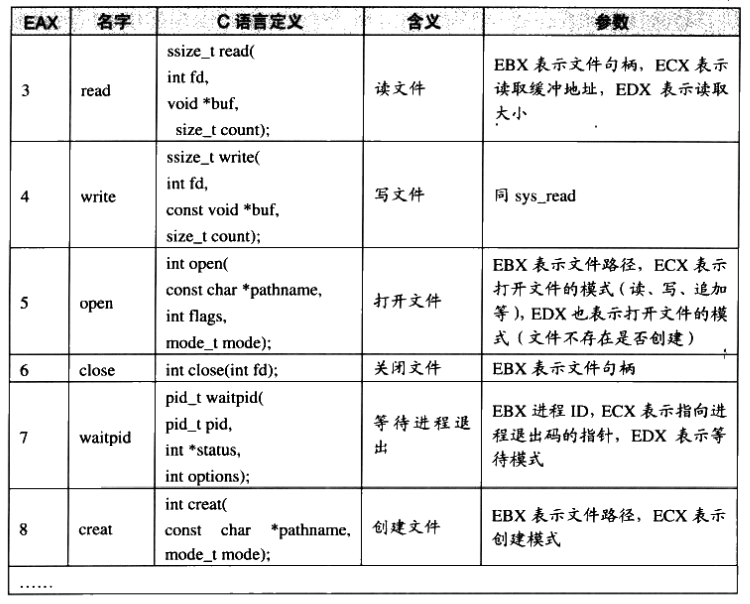 EAX 名字 C 语言定义 含义 参数
3 read ssize_t read(
int fd,
void *buf,
size_t count); 读文件 EBX 表示文件句柄，ECX 表示
读取缓冲地址，EDX 表示读取
大小
4 write ssize_t write(
int fd,
const void *buf,
size_t count); 写文件 同 sys_read
5 open int open(
const char *pathname,
int flags,
mode_t mode); 打开文件 EBX 表示文件路径，ECX 表示
打开文件的模式（读、写、追加
等），EDX 也表示打开文件的模
式（文件不存在是否创建）
6 close int close(int fd); 关闭文件 EBX 表示文件句柄
7 waitpid pid_t waitpid(
pid_t pid,
int *status,
int options); 等待进程退
出 EBX 进程 ID，ECX 表示指向进
程退出码的指针，EDX 表示等
待模式
8 creat int creat(
const char *pathname,
mode_t mode); 创建文件 EBX 表示文件路径，ECX 表示
创建模式
……